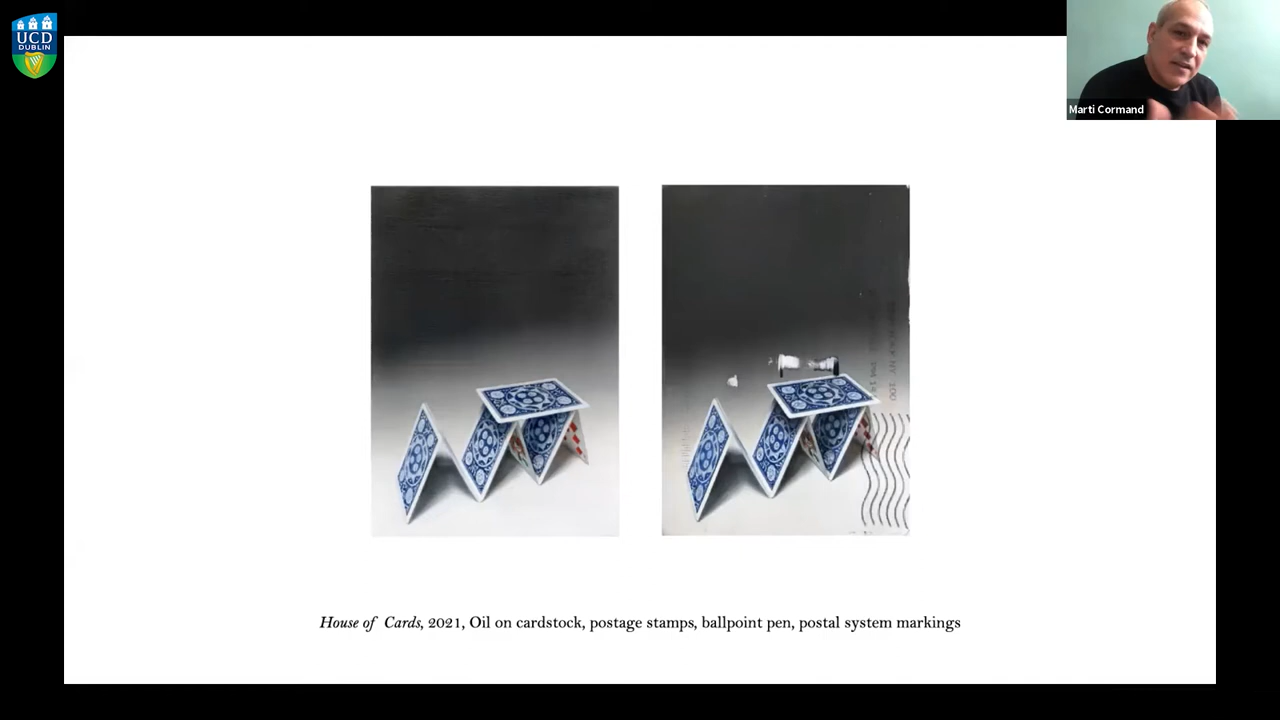 UCD
DUBLIN
Marti Cormand
House of Cards, 2021, Oil on cardstock, postage stamps, ballpoint pen, postal system markings